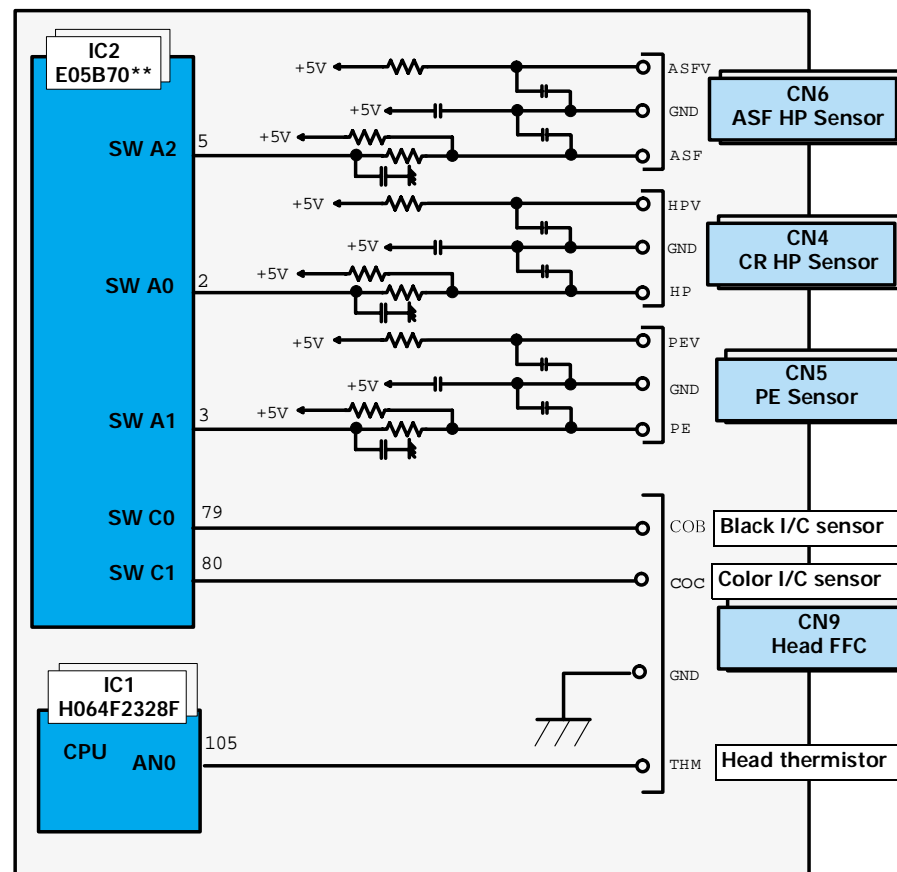 IC2
E05B70**
+5V
ASFV
CN6
ASF HP Sensor
+5V
GND
+5V
SW A2
5
ASF
+5V
HPV
CN4
CR HP Sensor
+5V
GND
+5V
SW A0
2
HP
+5V
PEV
CN5
PE Sensor
+5V
GND
+5V
SW A1
3
PE
SW C0
79
COB
Black I/C sensor
SW C1
80
COC
Color I/C sensor
CN9
Head FFC
GND
IC1
H064F2328F
CPU
AN0
105
THM
Head thermistor